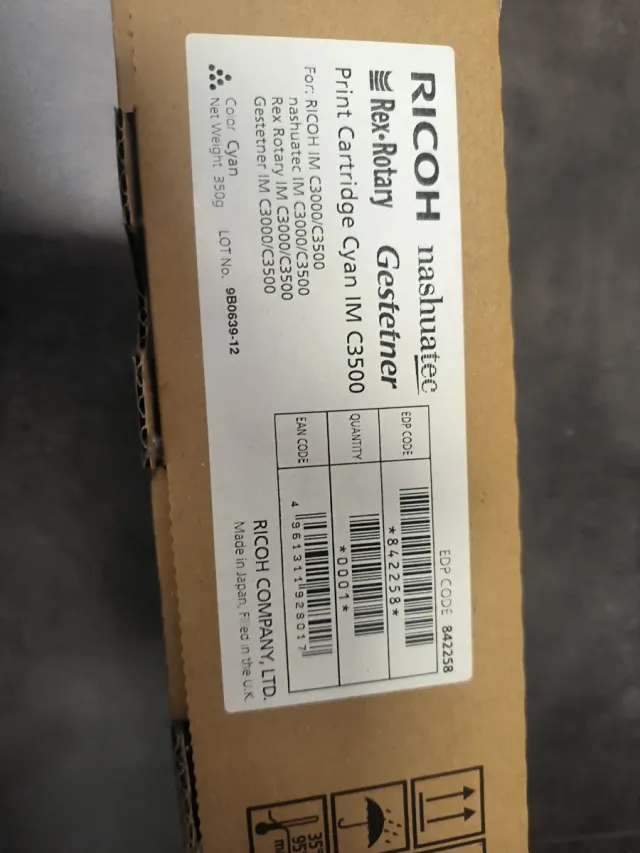 RICOH nashuatec
Rex-Rotary Gestetner
Print Cartridge Cyan IM C3500
For: RICOH IM C3000/C3500
nashuatec IM C3000/C3500
Rex Rotary IM C3000/C3500
Gestetner IM C3000/C3500
Color Cyan
Net Weight 350g LOT No. 9B0639-12
EDP CODE 842258
EDP CODE
*842258*
QUANTITY
*0001*
EAN CODE
4 961311 928017
RICOH COMPANY, LTD.
Made in Japan, Filled in the U.K.
35°
95